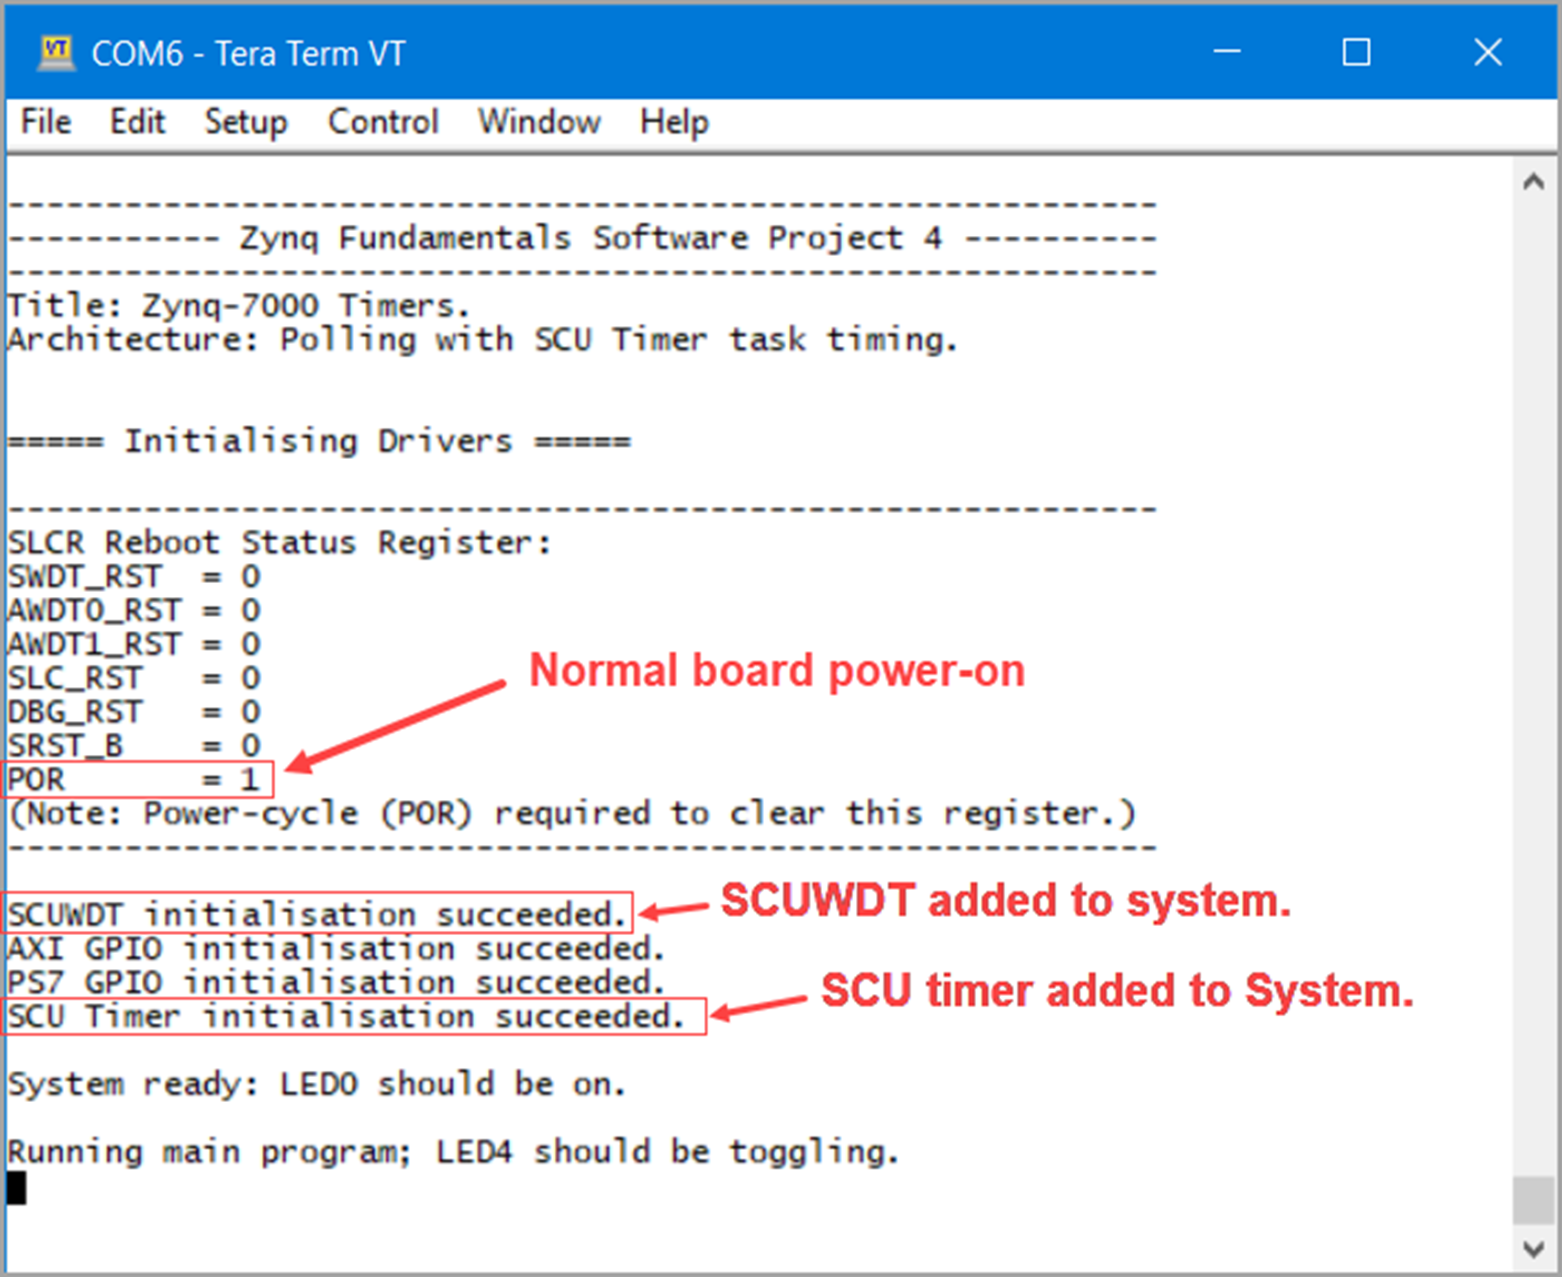 COM6 - Tera Term VT
File Edit Setup Control Window Help
-----------------------------------------------------------
----------- Zynq Fundamentals Software Project 4 ----------
-----------------------------------------------------------
Title: Zynq-7000 Timers.
Architecture: Polling with SCU Timer task timing.
===== Initialising Drivers =====
-----------------------------------------------------------
SLCR Reboot Status Register:
SWDT_RST = 0
AWDT0_RST = 0
AWDT1_RST = 0
SLC_RST = 0
Normal board power-on
DBG_RST = 0
SRST_B = 0
POR = 1
(Note: Power-cycle (POR) required to clear this register.)
-----------------------------------------------------------
SCUWDT initialisation succeeded.
SCUWDT added to system.
AXI GPIO initialisation succeeded.
PS7 GPIO initialisation succeeded.
SCU timer added to System.
SCU Timer initialisation succeeded.
System ready: LED0 should be on.
Running main program; LED4 should be toggling.